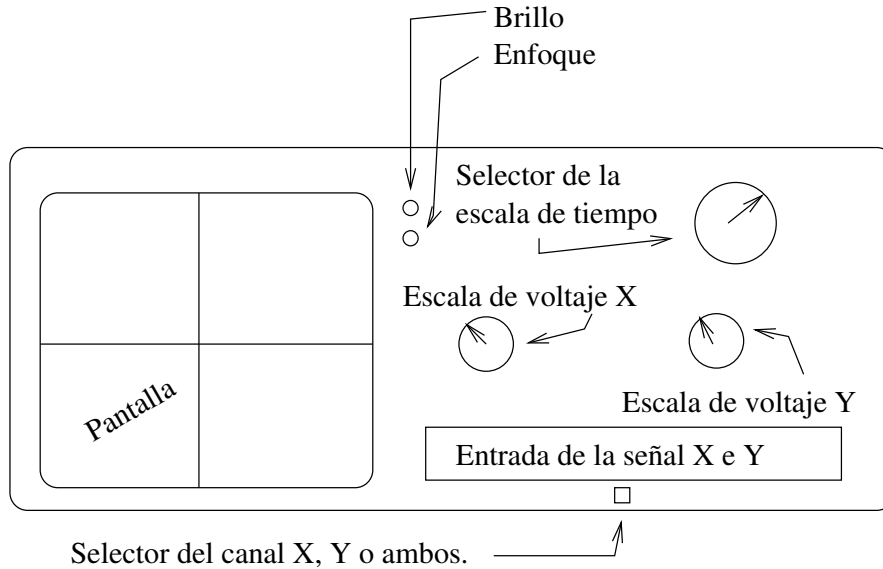 Brillo
Enfoque
Selector de la
escala de tiempo
Escala de voltaje X
Pantalla
Escala de voltaje Y
Entrada de la señal X e Y
Selector del canal X, Y o ambos.